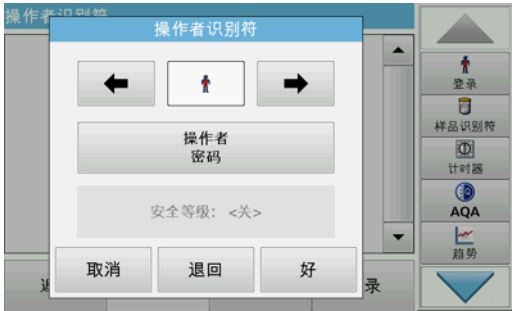 操作者识别符
操作者识别符
操作者
密码
安全等级: <关>
取消
退回
好
录
登录
样品识别符
计时器
AQA
趋势